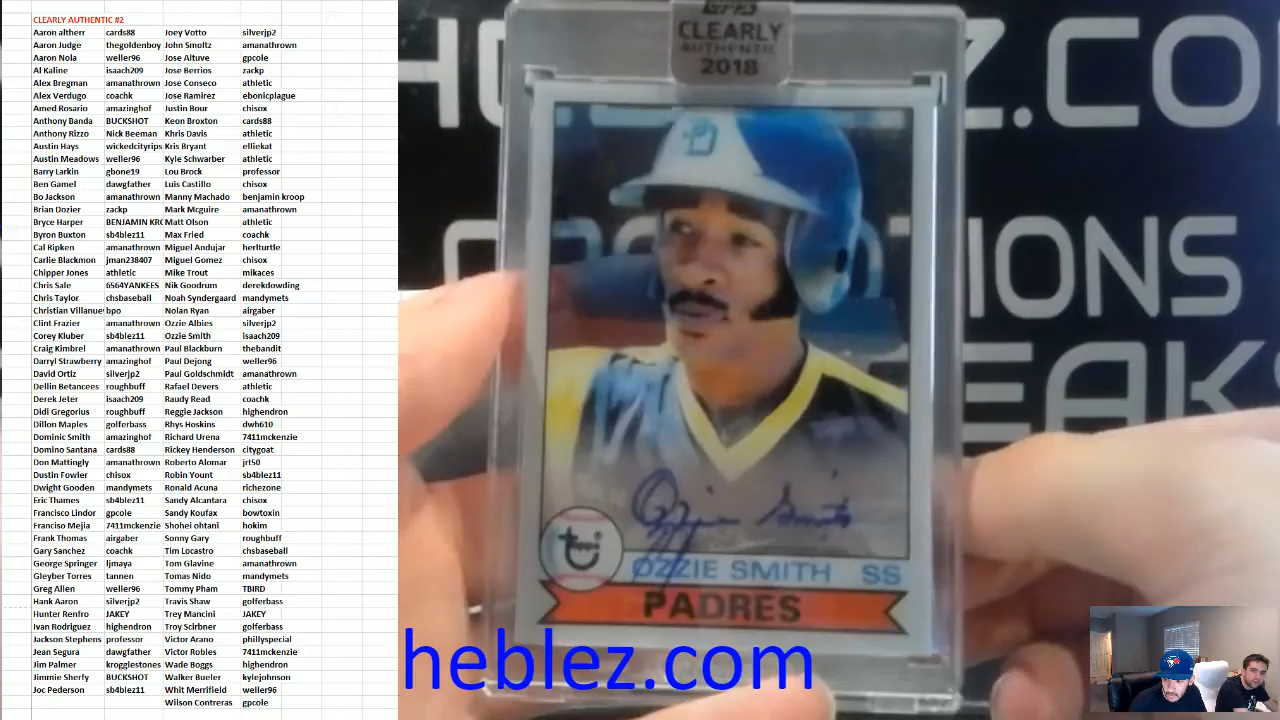 CLEARLY AUTHENTIC #2
Aaron altherr cards88 Joey Votto silverjp2
Aaron Judge thegoldenboy John Smoltz amanathrown
Aaron Nola weller96 Jose Altuve gpcole
Al Kaline isaach209 Jose Berrios zackp
Alex Bregman amanathrown Jose Conseco athletic
Alex Verdugo coachk Jose Ramirez ebonicplague
Amed Rosario amazinghof Justin Bour chisox
Anthony Banda BUCKSHOT Keon Broxton cards88
Anthony Rizzo Nick Beeman Khris Davis athletic
Austin Hays wickedcityrips Kris Bryant elliekat
Austin Meadows weller96 Kyle Schwarber athletic
Barry Larkin gbone19 Lou Brock professor
Ben Gamel dawgfather Luis Castillo chisox
Bo Jackson amanathrown Manny Machado benjamin kroop
Brian Dozier zackp Mark Mcguire amanathrown
Bryce Harper BENJAMIN KRO Matt Olson athletic
Byron Buxton sb4blez11 Max Fried coachk
Cal Ripken amanathrown Miguel Andujar herlturtle
Carlie Blackmon jman238407 Miguel Gomez chisox
Chipper Jones athletic Mike Trout mikaces
Chris Sale 6564YANKEES Nik Goodrum derekdowding
Chris Taylor chsbaseball Noah Syndergaard mandymets
Christian Villanuev bpo Nolan Ryan airgaber
Clint Frazier amanathrown Ozzie Albies silverjp2
Corey Kluber sb4blez11 Ozzie Smith isaach209
Craig Kimbrel amanathrown Paul Blackburn thebandit
Darryl Strawberry amazinghof Paul Dejong weller96
David Ortiz silverjp2 Paul Goldschmidt amanathrown
Dellin Betancees roughbuff Rafael Devers athletic
Derek Jeter isaach209 Raudy Read coachk
Didi Gregorius roughbuff Reggie Jackson highendron
Dillon Maples golferbass Rhys Hoskins dwh610
Dominic Smith amazinghof Richard Urena 7411mckenzie
Domino Santana cards88 Rickey Henderson citygoat
Don Mattingly amanathrown Roberto Alomar jrt50
Dustin Fowler chisox Robin Yount sb4blez11
Dwight Gooden mandymets Ronald Acuna richezone
Eric Thames sb4blez11 Sandy Alcantara chisox
Francisco Lindor gpcole Sandy Koufax bowtoxin
Franciso Mejia 7411mckenzie Shohei ohtani hokim
Frank Thomas airgaber Sonny Gary roughbuff
Gary Sanchez coachk Tim Locastro chsbaseball
George Springer ljmaya Tom Glavine amanathrown
Gleyber Torres tannen Tomas Nido mandymets
Greg Allen weller96 Tommy Pham TBIRD
Hank Aaron silverjp2 Travis Shaw golferbass
Hunter Renfro JAKEY Trey Mancini JAKEY
Ivan Rodriguez highendron Troy Scirbner golferbass
Jackson Stephens professor Victor Arano phillyspecial
Jean Segura dawgfather Victor Robles 7411mckenzie
Jim Palmer krogglestones Wade Boggs highendron
Jimmie Sherfy BUCKSHOT Walker Bueler kylejohnson
Joc Pederson sb4blez11 Whit Merrifield weller96
Wilson Contreras gpcole
TOPPS
CLEARLY
AUTHENTIC
2018
Ozzie Smith
Topps
OZZIE SMITH SS
PADRES
heblez.com